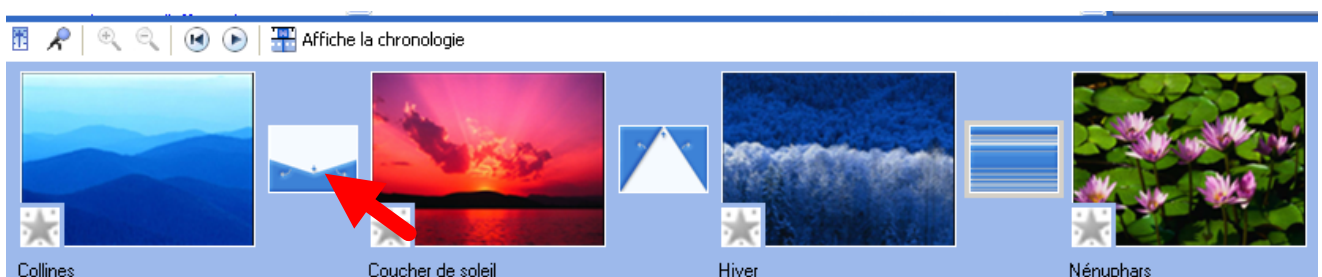 Affiche la chronologie
Collines
Coucher de soleil
Hiver
Nénuphars